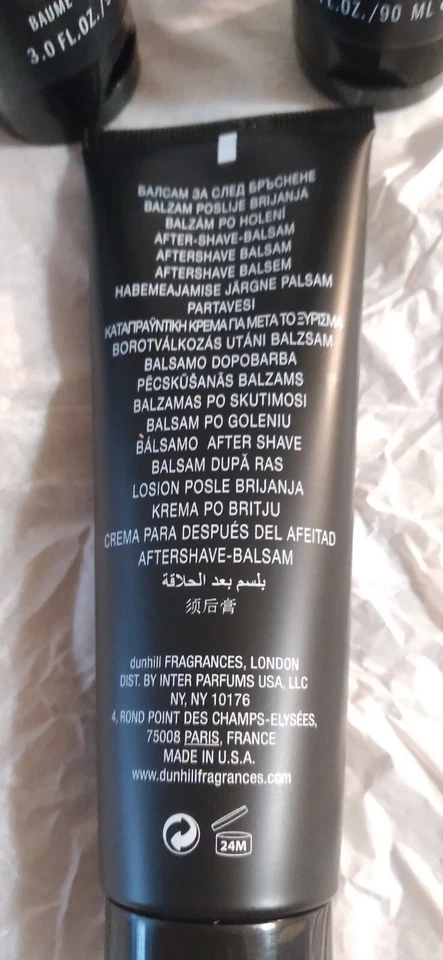 BAUME
3.0 FL.OZ./
FL.OZ./90 ML
БАЛСАМ ЗА СЛЕД БРЪСНЕНЕ
BALZAM POSLIJE BRIJANJA
BALZÁM PO HOLENÍ
AFTER-SHAVE-BALSAM
AFTERSHAVE BALSAM
AFTERSHAVE BALSEM
HABEMEAJAMISE JÄRGNE PALSAM
PARTAVESI
ΚΑΤΑΠΡΑΫΝΤΙΚΗ ΚΡΕΜΑ ΓΙΑ ΜΕΤΑ ΤΟ ΞΥΡΙΣΜΑ
BOROTVÁLKOZÁS UTÁNI BALZSAM
BALSAMO DOPOBARBA
PĒCSKŪŠANĀS BALZAMS
BALZAMAS PO SKUTIMOSI
BALSAM PO GOLENIU
BÁLSAMO AFTER SHAVE
BALSAM DUPĂ RAS
LOSION POSLE BRIJANJA
KREMA PO BRITJU
CREMA PARA DESPUÉS DEL AFEITAD
AFTERSHAVE-BALSAM
بلسم بعد الحلاقة
须后膏
dunhill FRAGRANCES, LONDON
DIST. BY INTER PARFUMS USA, LLC
NY, NY 10176
4, ROND POINT DES CHAMPS-ELYSÉES,
75008 PARIS, FRANCE
MADE IN U.S.A.
www.dunhillfragrances.com
24M